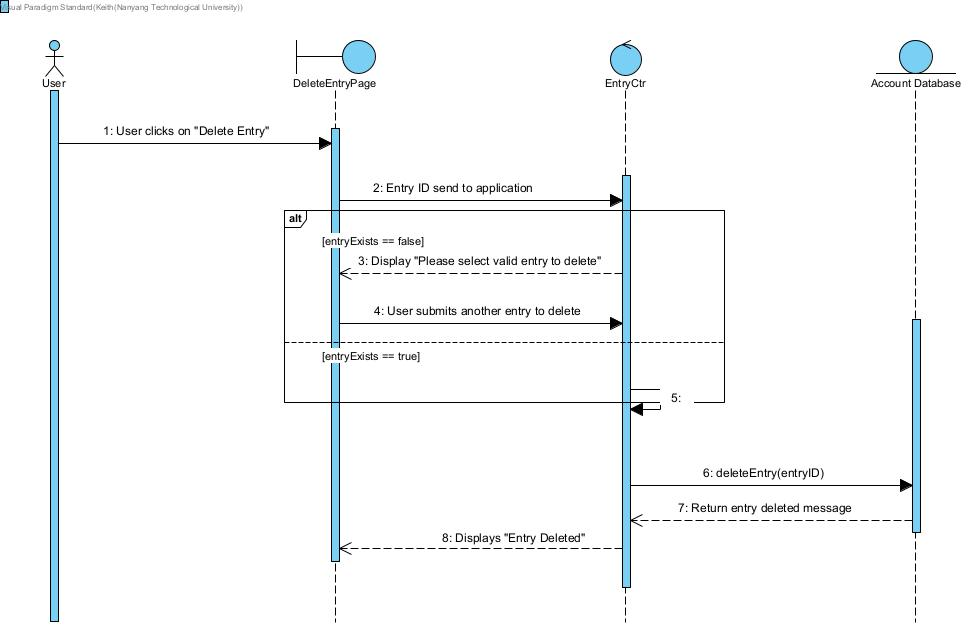 Visual Paradigm Standard(Keith(Nanyang Technological University))
User
DeleteEntryPage
EntryCtr
Account Database
1: User clicks on "Delete Entry"
2: Entry ID send to application
alt
[entryExists == false]
3: Display "Please select valid entry to delete"
4: User submits another entry to delete
[entryExists == true]
5:
6: deleteEntry(entryID)
7: Return entry deleted message
8: Displays "Entry Deleted"